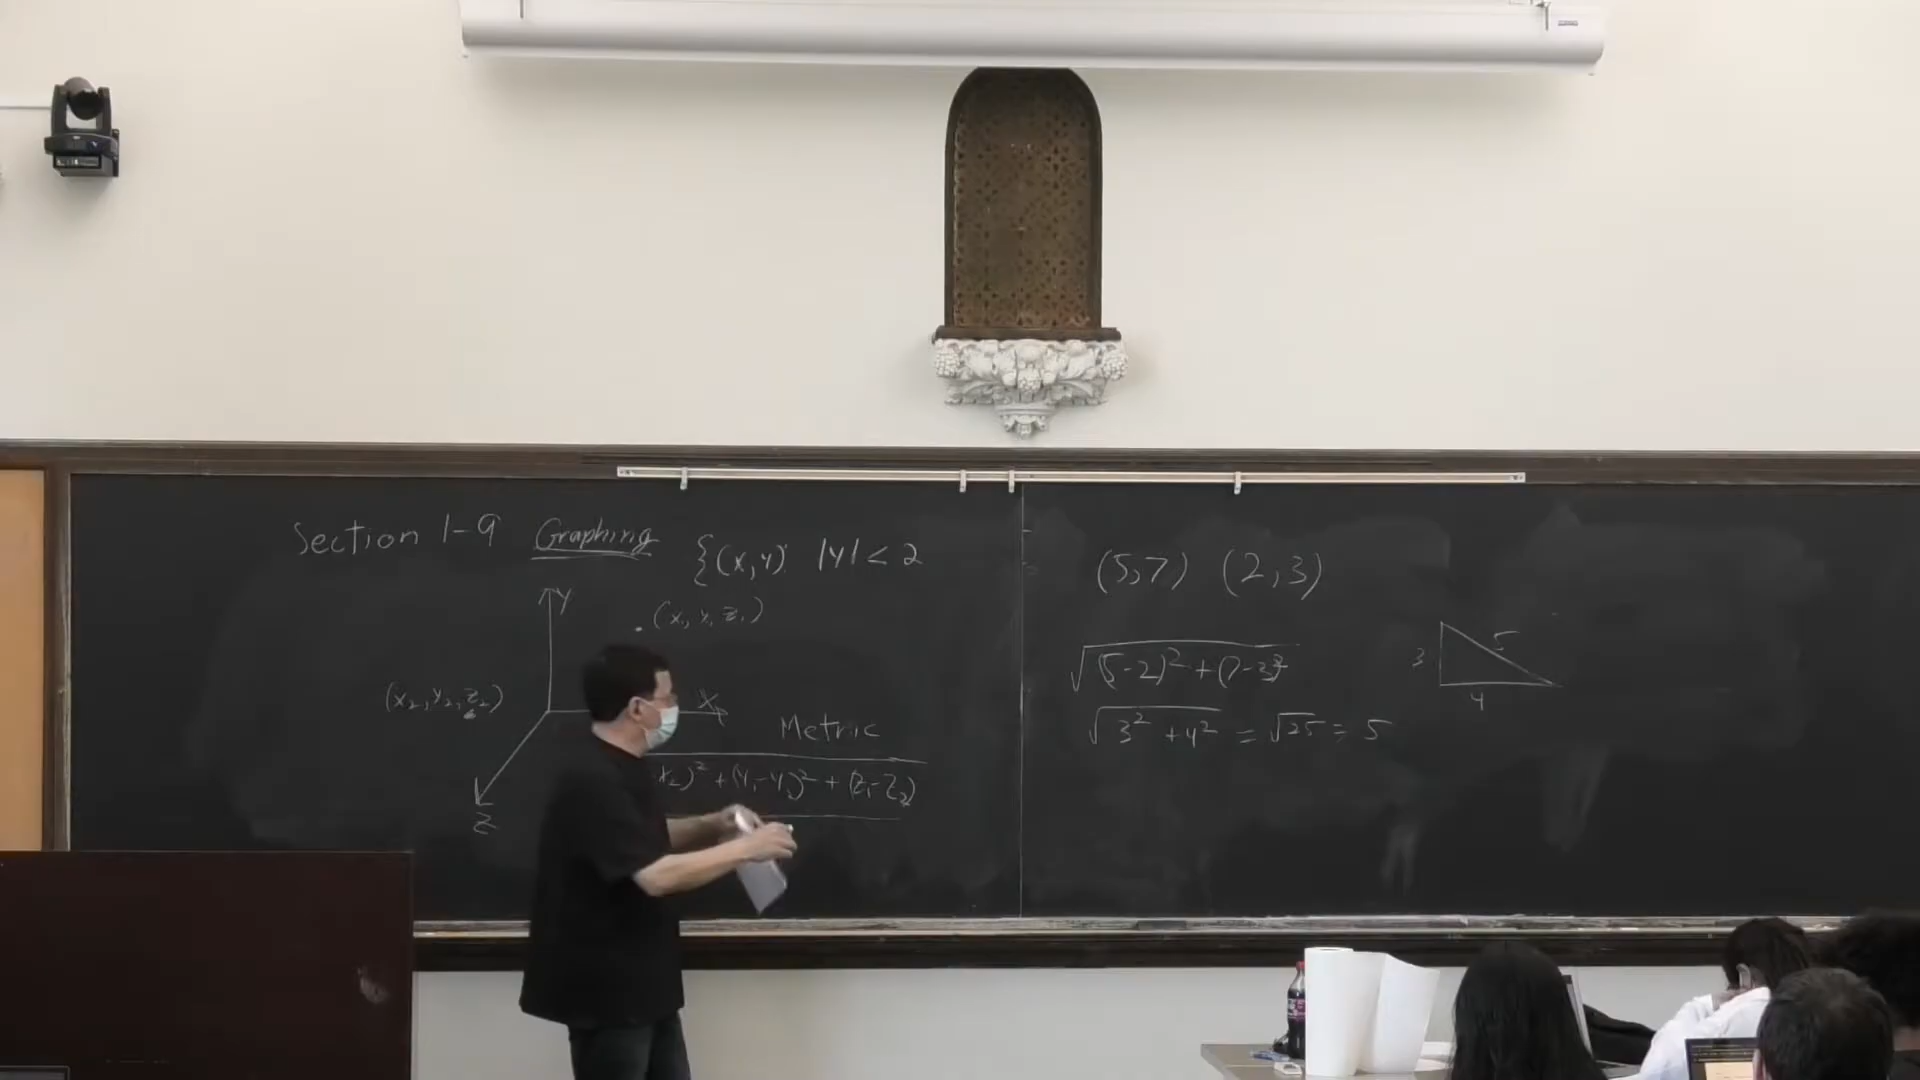 Section 1-9 Graphing
{(x,y): |y| ≤ 2
Y
(x₁ y₁ z₁)
(x₂, y₂, z₂)
X
Z
Metric
x₂)² + (y₁-y₂)² + (z₁-z₂)
(5,7) (2,3)
√(5-2)² + (7-3)²
√3² + 4² = √25 = 5
3
5
4